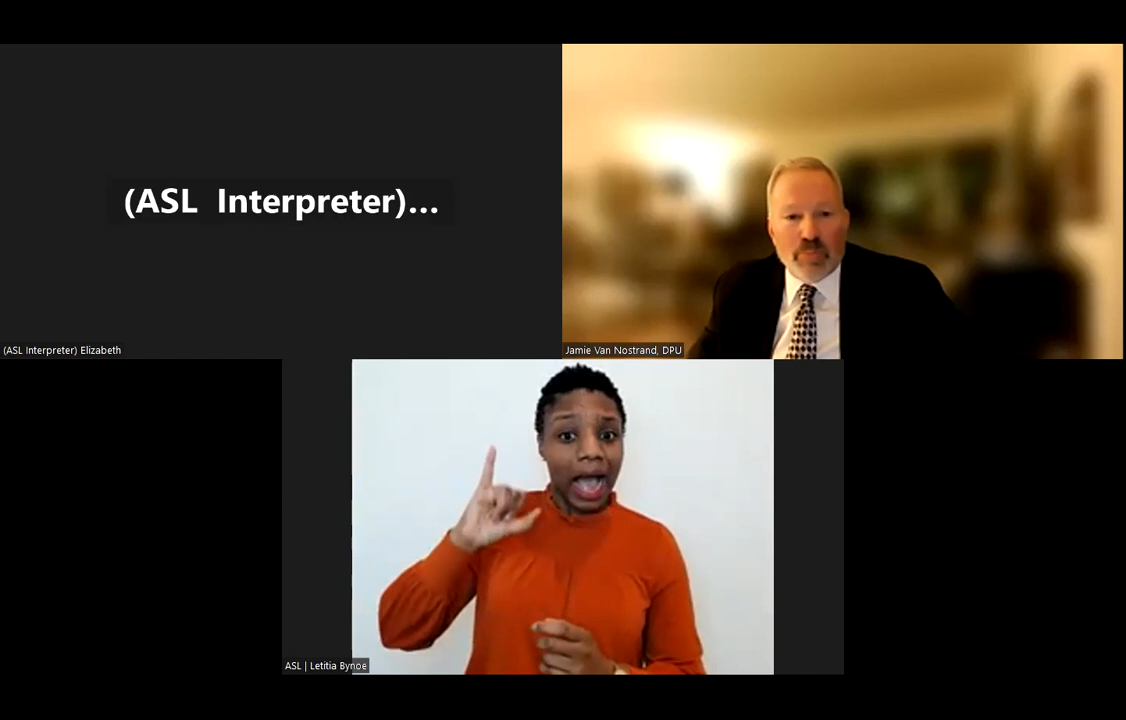 (ASL Interpreter)...
(ASL Interpreter) Elizabeth
Jamie Van Nostrand, DPU
ASL | Letitia Bynoe